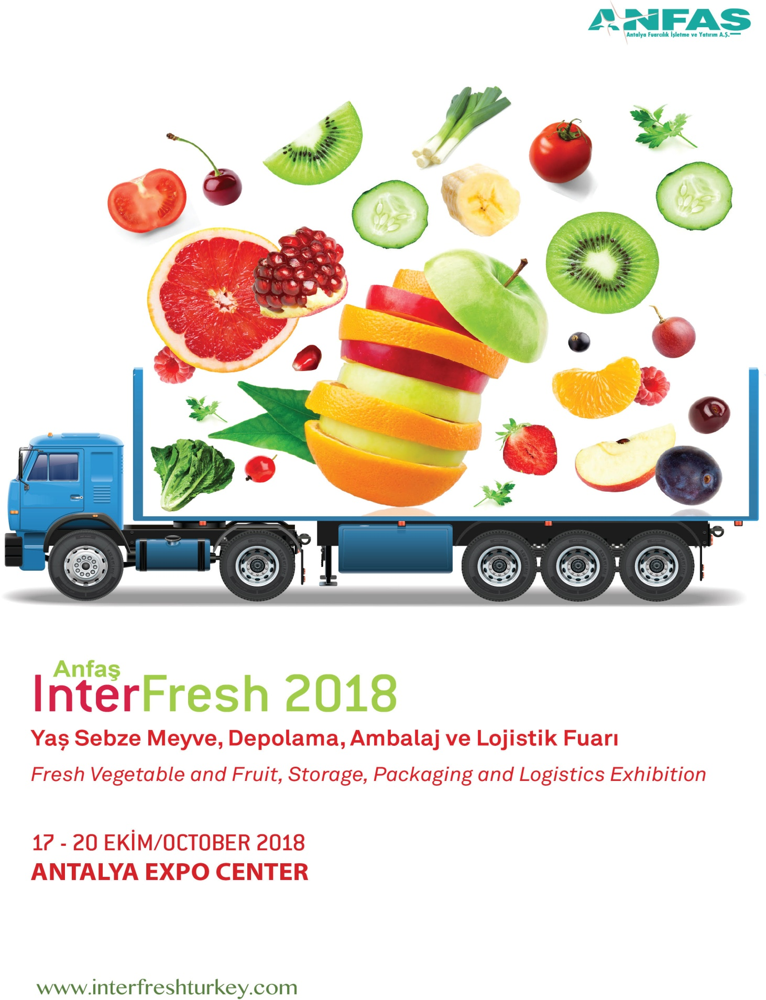 ANFAŞ
Antalya Fuarcılık İşletme ve Yatırım A.Ş.
Anfaş
InterFresh 2018
Yaş Sebze Meyve, Depolama, Ambalaj ve Lojistik Fuarı
Fresh Vegetable and Fruit, Storage, Packaging and Logistics Exhibition
17 - 20 EKİM/OCTOBER 2018
ANTALYA EXPO CENTER
www.interfreshturkey.com